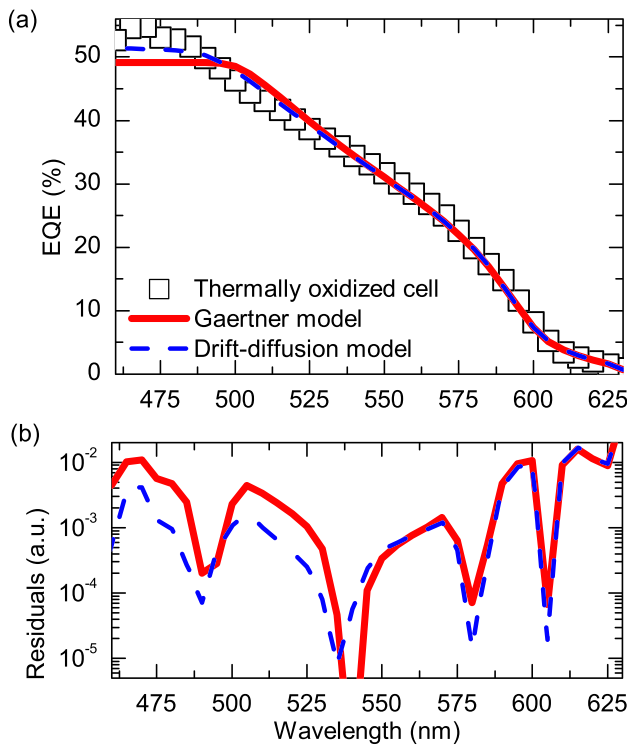 (a)
50
40
30
20
10
0
EQE (%)
Thermally oxidized cell
Gaertner model
Drift-diffusion model
475 500 525 550 575 600 625
(b)
10⁻²
10⁻³
10⁻⁴
10⁻⁵
Residuals (a.u.)
475 500 525 550 575 600 625
Wavelength (nm)